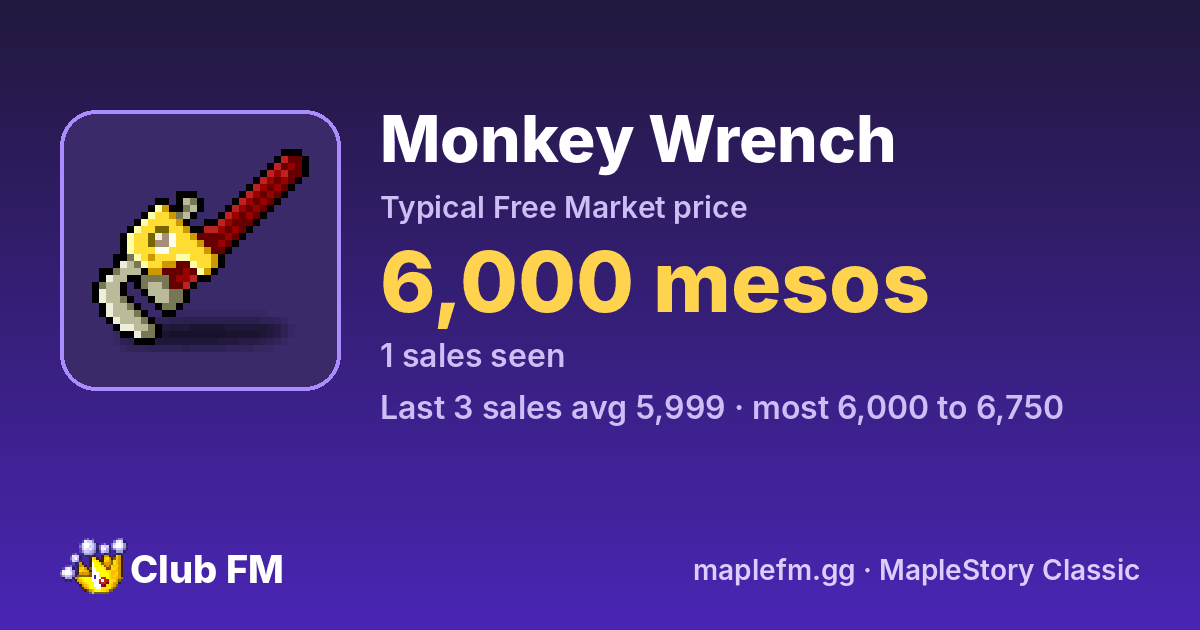 Monkey Wrench
Typical Free Market price
6,000 mesos
1 sales seen
Last 3 sales avg 5,999 · most 6,000 to 6,750
Club FM
maplefm.gg · MapleStory Classic